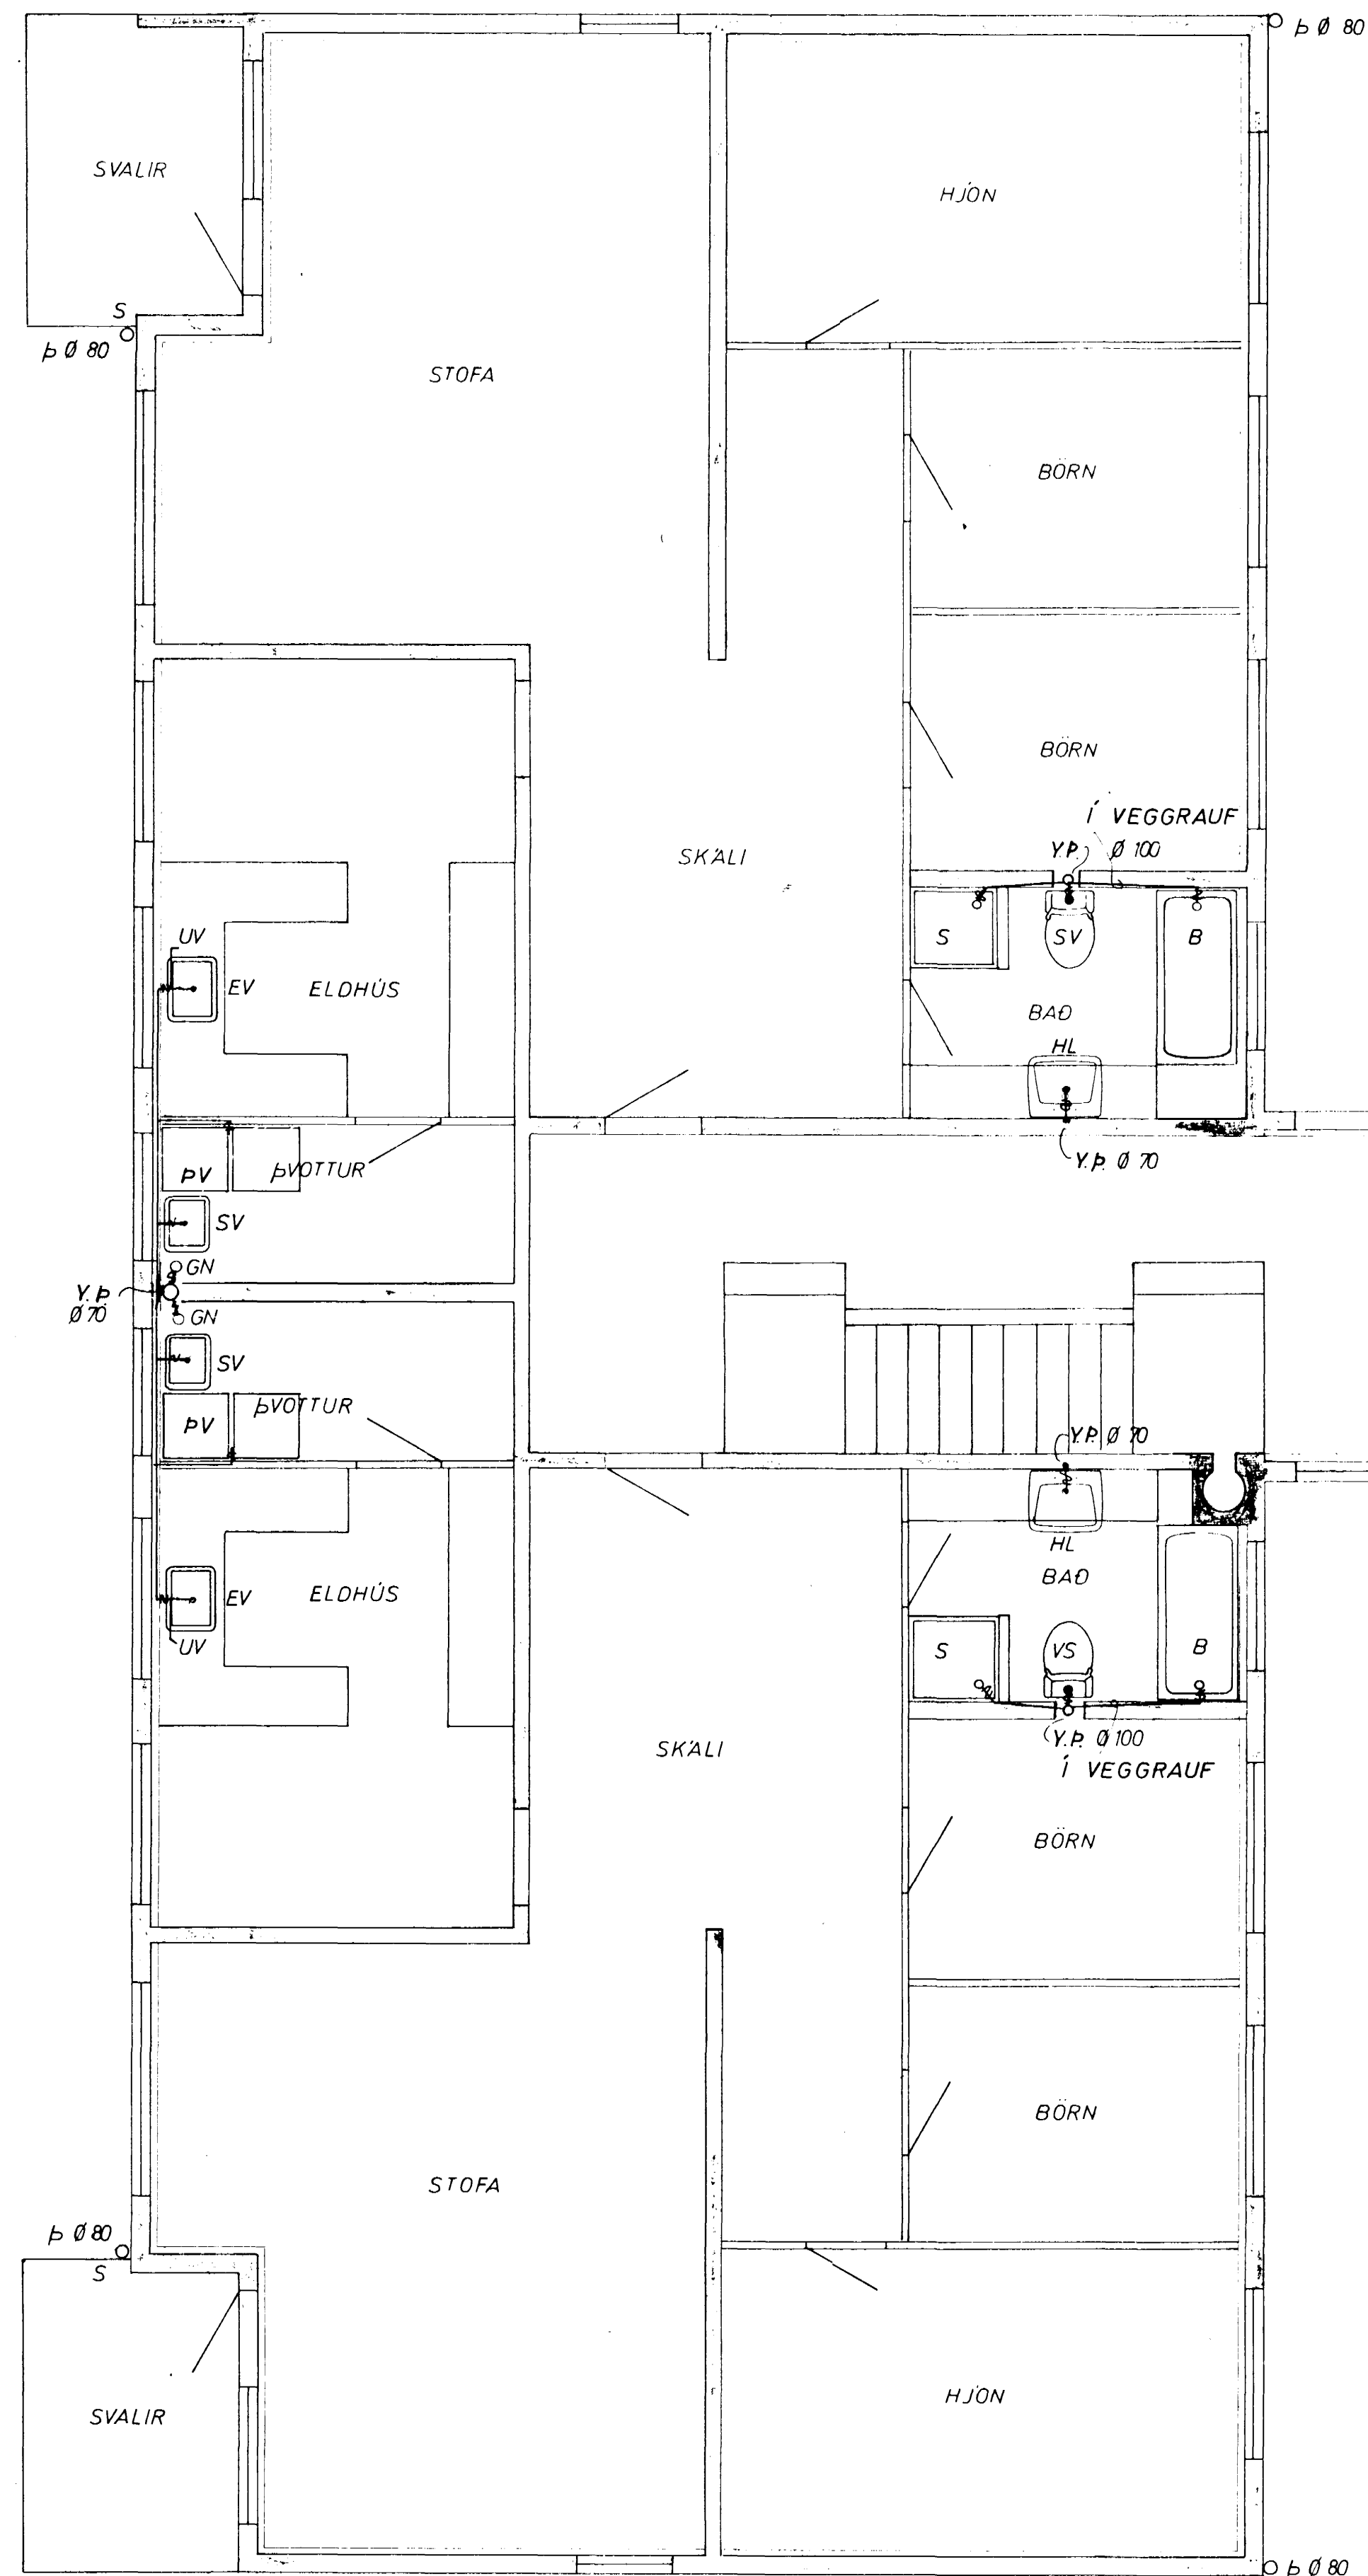 Þ Ø 80
SVALIR
HJÓN
S
Þ Ø 80
STOFA
BÖRN
BÖRN
Í VEGGRAUF
Y.Þ. Ø 100
SKÁLI
UV
EV
ELDHÚS
S
SV
B
BAÐ
HL
Y.Þ. Ø 70
ÞV
ÞVOTTUR
SV
GN
Y.Þ
Ø 70
GN
SV
ÞV
ÞVOTTUR
Y.Þ. Ø 70
HL
BAÐ
EV
ELDHÚS
UV
S
VS
B
Y.Þ. Ø 100
Í VEGGRAUF
SKÁLI
BÖRN
BÖRN
STOFA
Þ Ø 80
S
SVALIR
HJÓN
Þ Ø 80